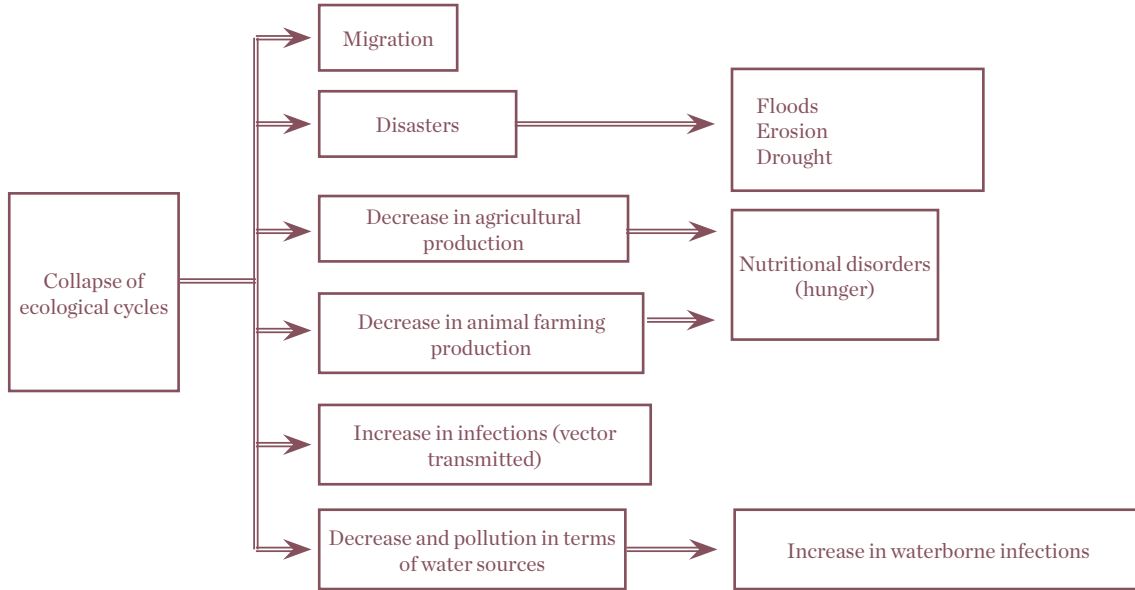 Migration
Disasters
Floods
Erosion
Drought
Decrease in agricultural
production
Collapse of
ecological cycles
Nutritional disorders
(hunger)
Decrease in animal farming
production
Increase in infections (vector
transmitted)
Decrease and pollution in terms
of water sources
Increase in waterborne infections